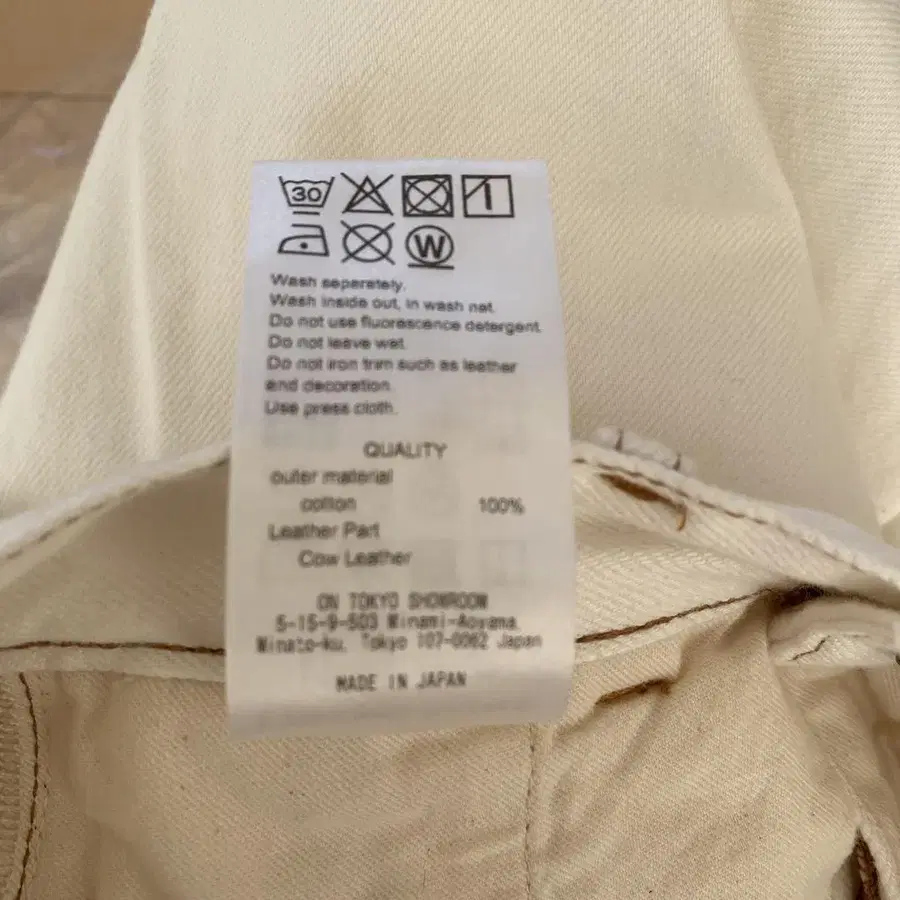 30
W
Wash separately.
Wash inside out, in wash net.
Do not use fluorescence detergent.
Do not leave wet.
Do not iron trim such as leather
and decoration.
Use press cloth.
QUALITY
outer material
cotton 100%
Leather Part
Cow Leather
ON TOKYO SHOWROOM
5-15-9-503 Minami-Aoyama,
Minato-ku, Tokyo 107-0062 Japan
MADE IN JAPAN